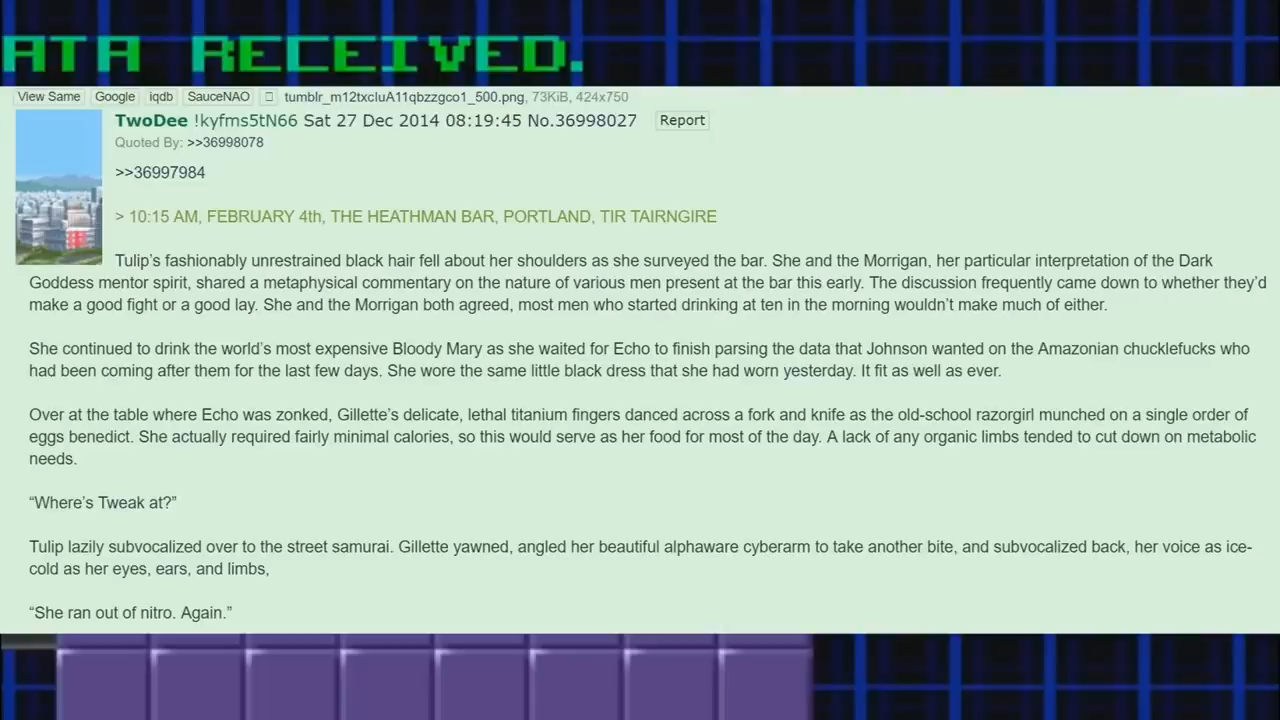 ATA RECEIVED.
View Same Google iqdb SauceNAO tumblr_m12txcluA11qbzzgco1_500.png, 73KiB, 424x750
TwoDee !kyfms5tN66 Sat 27 Dec 2014 08:19:45 No.36998027 Report
Quoted By: >>36998078
>>36997984
> 10:15 AM, FEBRUARY 4th, THE HEATHMAN BAR, PORTLAND, TIR TAIRNGIRE
Tulip’s fashionably unrestrained black hair fell about her shoulders as she surveyed the bar. She and the Morrigan, her particular interpretation of the Dark
Goddess mentor spirit, shared a metaphysical commentary on the nature of various men present at the bar this early. The discussion frequently came down to whether they’d
make a good fight or a good lay. She and the Morrigan both agreed, most men who started drinking at ten in the morning wouldn’t make much of either.
She continued to drink the world’s most expensive Bloody Mary as she waited for Echo to finish parsing the data that Johnson wanted on the Amazonian chucklefucks who
had been coming after them for the last few days. She wore the same little black dress that she had worn yesterday. It fit as well as ever.
Over at the table where Echo was zonked, Gillette’s delicate, lethal titanium fingers danced across a fork and knife as the old-school razorgirl munched on a single order of
eggs benedict. She actually required fairly minimal calories, so this would serve as her food for most of the day. A lack of any organic limbs tended to cut down on metabolic
needs.
“Where’s Tweak at?”
Tulip lazily subvocalized over to the street samurai. Gillette yawned, angled her beautiful alphaware cyberarm to take another bite, and subvocalized back, her voice as ice-
cold as her eyes, ears, and limbs,
“She ran out of nitro. Again.”